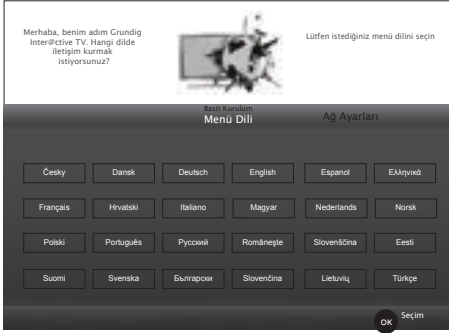 Merhaba, benim adım Grundig
Inter@ctive TV. Hangi dilde
iletişim kurmak
istiyorsunuz?
Lütfen istediğiniz menü dilini seçin
Basit Kurulum
Menü Dili
Ağ Ayarları
Česky Dansk Deutsch English Espanol Ελληνικά
Français Hrvatski Italiano Magyar Nederlands Norsk
Polski Português Русский Românește Slovenščina Eesti
Suomi Svenska Български Slovenčina Lietuvių Türkçe
OK Seçim